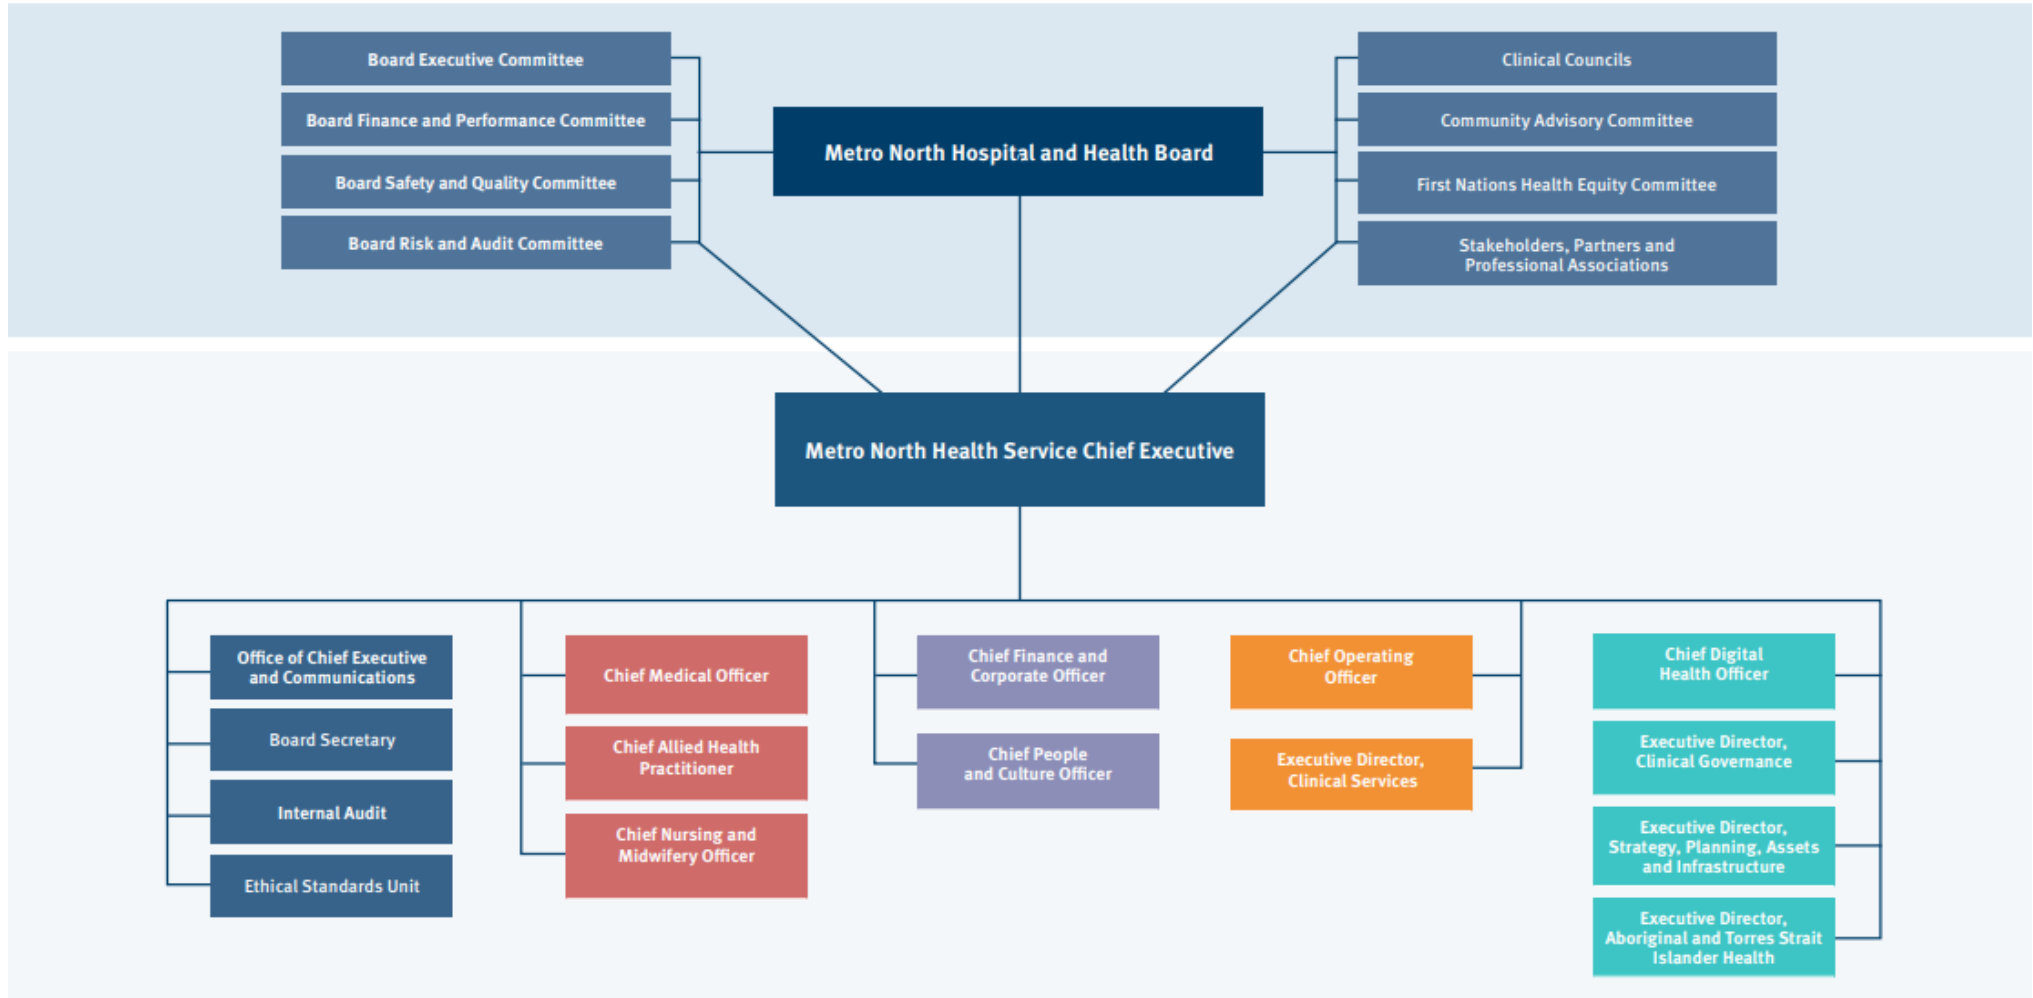 Board Executive Committee
Board Finance and Performance Committee
Board Safety and Quality Committee
Board Risk and Audit Committee
Metro North Hospital and Health Board
Clinical Councils
Community Advisory Committee
First Nations Health Equity Committee
Stakeholders, Partners and
Professional Associations
Metro North Health Service Chief Executive
Office of Chief Executive
and Communications
Board Secretary
Internal Audit
Ethical Standards Unit
Chief Medical Officer
Chief Allied Health
Practitioner
Chief Nursing and
Midwifery Officer
Chief Finance and
Corporate Officer
Chief People
and Culture Officer
Chief Operating
Officer
Executive Director,
Clinical Services
Chief Digital
Health Officer
Executive Director,
Clinical Governance
Executive Director,
Strategy, Planning, Assets
and Infrastructure
Executive Director,
Aboriginal and Torres Strait
Islander Health